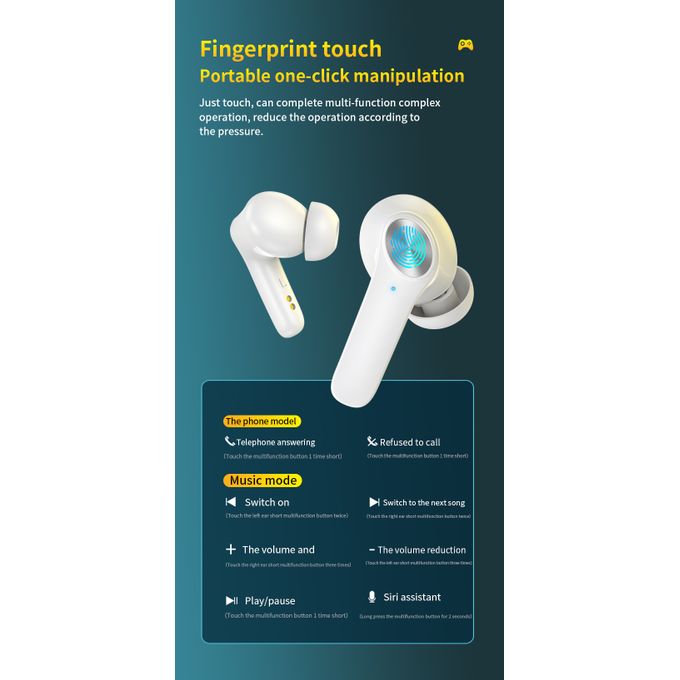 Fingerprint touch
Portable one-click manipulation
Just touch, can complete multi-function complex
operation, reduce the operation according to
the pressure.
The phone model
Telephone answering
Refused to call
(Touch the multifunction button 1 time short)
(Touch the multifunction button 1 time short)
Music mode
Switch on
Switch to the next song
(Touch the left ear short multifunction button twice)
(Touch the right ear short multifunction button twice)
The volume and
The volume reduction
(Touch the right ear short multifunction button three times)
(Touch the left ear short multifunction button three times)
Play/pause
Siri assistant
(Touch the multifunction button 1 time short)
(Long press the multifunction button for 2 seconds)